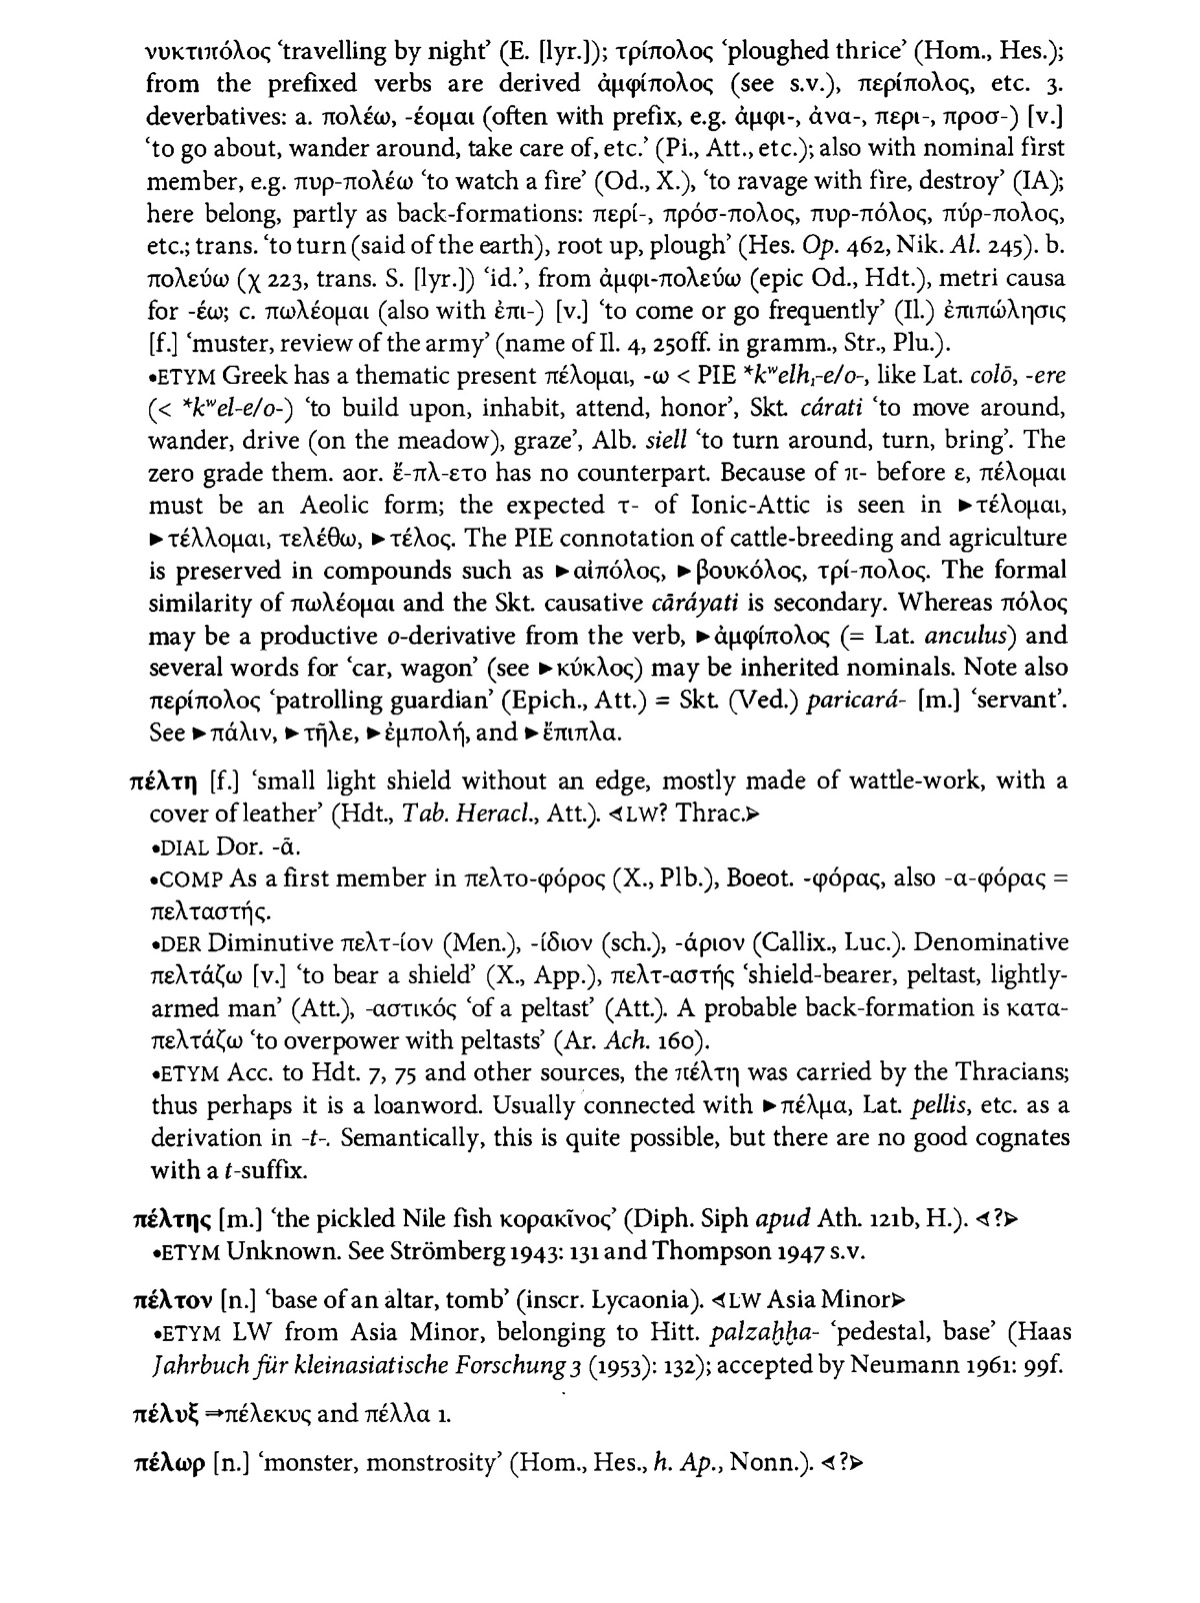 νυκτιπόλος ‘travelling by night’ (E. [lyr.]); τρίπολος ‘ploughed thrice’ (Hom., Hes.);
from the prefixed verbs are derived ἀμφίπολος (see s.v.), περίπολος, etc. 3.
deverbatives: a. πολέω, -έομαι (often with prefix, e.g. ἀμφι-, ἀνα-, περι-, προσ-) [v.]
‘to go about, wander around, take care of, etc.’ (Pi., Att., etc.); also with nominal first
member, e.g. πυρ-πολέω ‘to watch a fire’ (Od., X.), ‘to ravage with fire, destroy’ (IA);
here belong, partly as back-formations: περί-, πρόσ-πολος, πυρ-πόλος, πύρ-πολος,
etc.; trans. ‘to turn (said of the earth), root up, plough’ (Hes. Op. 462, Nik. Al. 245). b.
πολεύω (χ 223, trans. S. [lyr.]) ‘id.’, from ἀμφι-πολεύω (epic Od., Hdt.), metri causa
for -έω; c. πωλέομαι (also with ἐπι-) [v.] ‘to come or go frequently’ (Il.) ἐπιπώλησις
[f.] ‘muster, review of the army’ (name of Il. 4, 250ff. in gramm., Str., Plu.).
•ETYM Greek has a thematic present πέλομαι, -ω < PIE *kʷelh₁-e/o-, like Lat. colō, -ere
(< *kʷel-e/o-) ‘to build upon, inhabit, attend, honor’, Skt. cárati ‘to move around,
wander, drive (on the meadow), graze’, Alb. siell ‘to turn around, turn, bring’. The
zero grade them. aor. ἔ-πλ-ετο has no counterpart. Because of π- before ε, πέλομαι
must be an Aeolic form; the expected τ- of Ionic-Attic is seen in ►τέλομαι,
►τέλλομαι, τελέθω, ►τέλος. The PIE connotation of cattle-breeding and agriculture
is preserved in compounds such as ►αἰπόλος, ►βουκόλος, τρί-πολος. The formal
similarity of πωλέομαι and the Skt. causative cāráyati is secondary. Whereas πόλος
may be a productive o-derivative from the verb, ►ἀμφίπολος (= Lat. anculus) and
several words for ‘car, wagon’ (see ►κύκλος) may be inherited nominals. Note also
περίπολος ‘patrolling guardian’ (Epich., Att.) = Skt. (Ved.) paricará- [m.] ‘servant’.
See ►πάλιν, ►τῆλε, ►ἐμπολή, and ►ἔπιπλα.
πέλτη [f.] ‘small light shield without an edge, mostly made of wattle-work, with a
cover of leather’ (Hdt., Tab. Heracl., Att.). ⊲LW? Thrac.⊳
•DIAL Dor. -ᾱ.
•COMP As a first member in πελτο-φόρος (X., Plb.), Boeot. -φόρας, also -α-φόρας =
πελταστής.
•DER Diminutive πελτ-ίον (Men.), -ίδιον (sch.), -άριον (Callix., Luc.). Denominative
πελτάζω [v.] ‘to bear a shield’ (X., App.), πελτ-αστής ‘shield-bearer, peltast, lightly-
armed man’ (Att.), -αστικός ‘of a peltast’ (Att.). A probable back-formation is κατα-
πελτάζω ‘to overpower with peltasts’ (Ar. Ach. 160).
•ETYM Acc. to Hdt. 7, 75 and other sources, the πέλτη was carried by the Thracians;
thus perhaps it is a loanword. Usually connected with ►πέλμα, Lat. pellis, etc. as a
derivation in -t-. Semantically, this is quite possible, but there are no good cognates
with a t-suffix.
πέλτης [m.] ‘the pickled Nile fish κορακῖνος’ (Diph. Siph apud Ath. 121b, H.). ⊲?⊳
•ETYM Unknown. See Strömberg 1943: 131 and Thompson 1947 s.v.
πέλτον [n.] ‘base of an altar, tomb’ (inscr. Lycaonia). ⊲LW Asia Minor⊳
•ETYM LW from Asia Minor, belonging to Hitt. palzaḫḫa- ‘pedestal, base’ (Haas
Jahrbuch für kleinasiatische Forschung 3 (1953): 132); accepted by Neumann 1961: 99f.
πέλυξ ⇒πέλεκυς and πέλλα 1.
πέλωρ [n.] ‘monster, monstrosity’ (Hom., Hes., h. Ap., Nonn.). ⊲?⊳